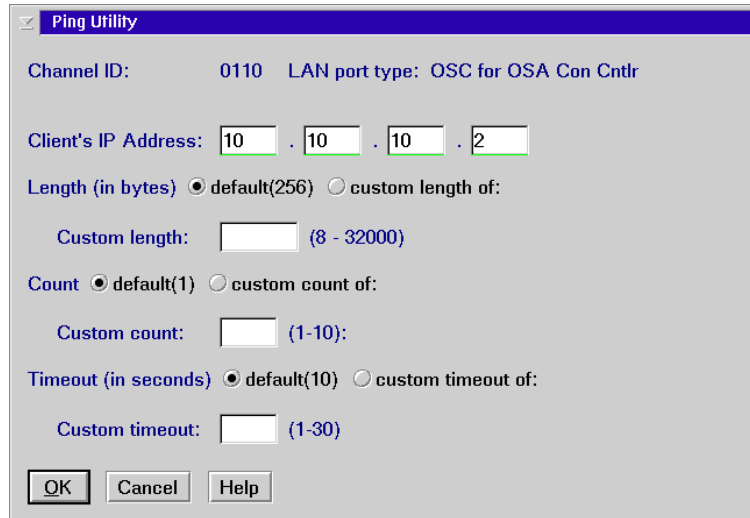 Ping Utility
Channel ID: 0110 LAN port type: OSC for OSA Con Cntlr
Client's IP Address: 10 . 10 . 10 . 2
Length (in bytes) default(256) custom length of:
Custom length: (8 - 32000)
Count default(1) custom count of:
Custom count: (1-10):
Timeout (in seconds) default(10) custom timeout of:
Custom timeout: (1-30)
OK Cancel Help